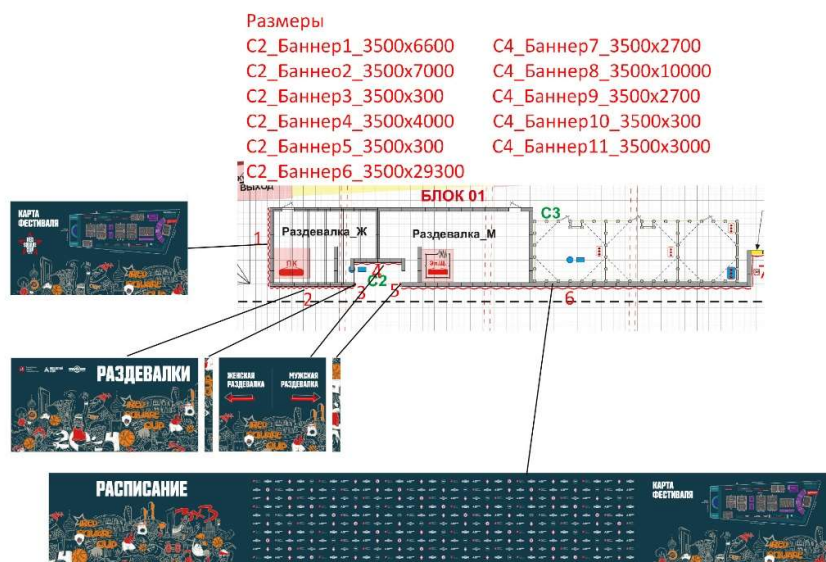 Размеры
С2_Баннер1_3500х6600
С2_Баннео2_3500х7000
С2_Баннер3_3500х300
С2_Баннер4_3500х4000
С2_Баннер5_3500х300
С2_Баннер6_3500х29300
С4_Баннер7_3500х2700
С4_Баннер8_3500х10000
С4_Баннер9_3500х2700
С4_Баннер10_3500х300
С4_Баннер11_3500х3000
ВЫХОД
БЛОК 01
С3
КАРТА
ФЕСТИВАЛЯ
1
Раздевалка_Ж
Раздевалка_М
ПК
4
С2
2
3
5
6
РАЗДЕВАЛКИ
ЖЕНСКАЯ
РАЗДЕВАЛКА
МУЖСКАЯ
РАЗДЕВАЛКА
РАСПИСАНИЕ
КАРТА
ФЕСТИВАЛЯ